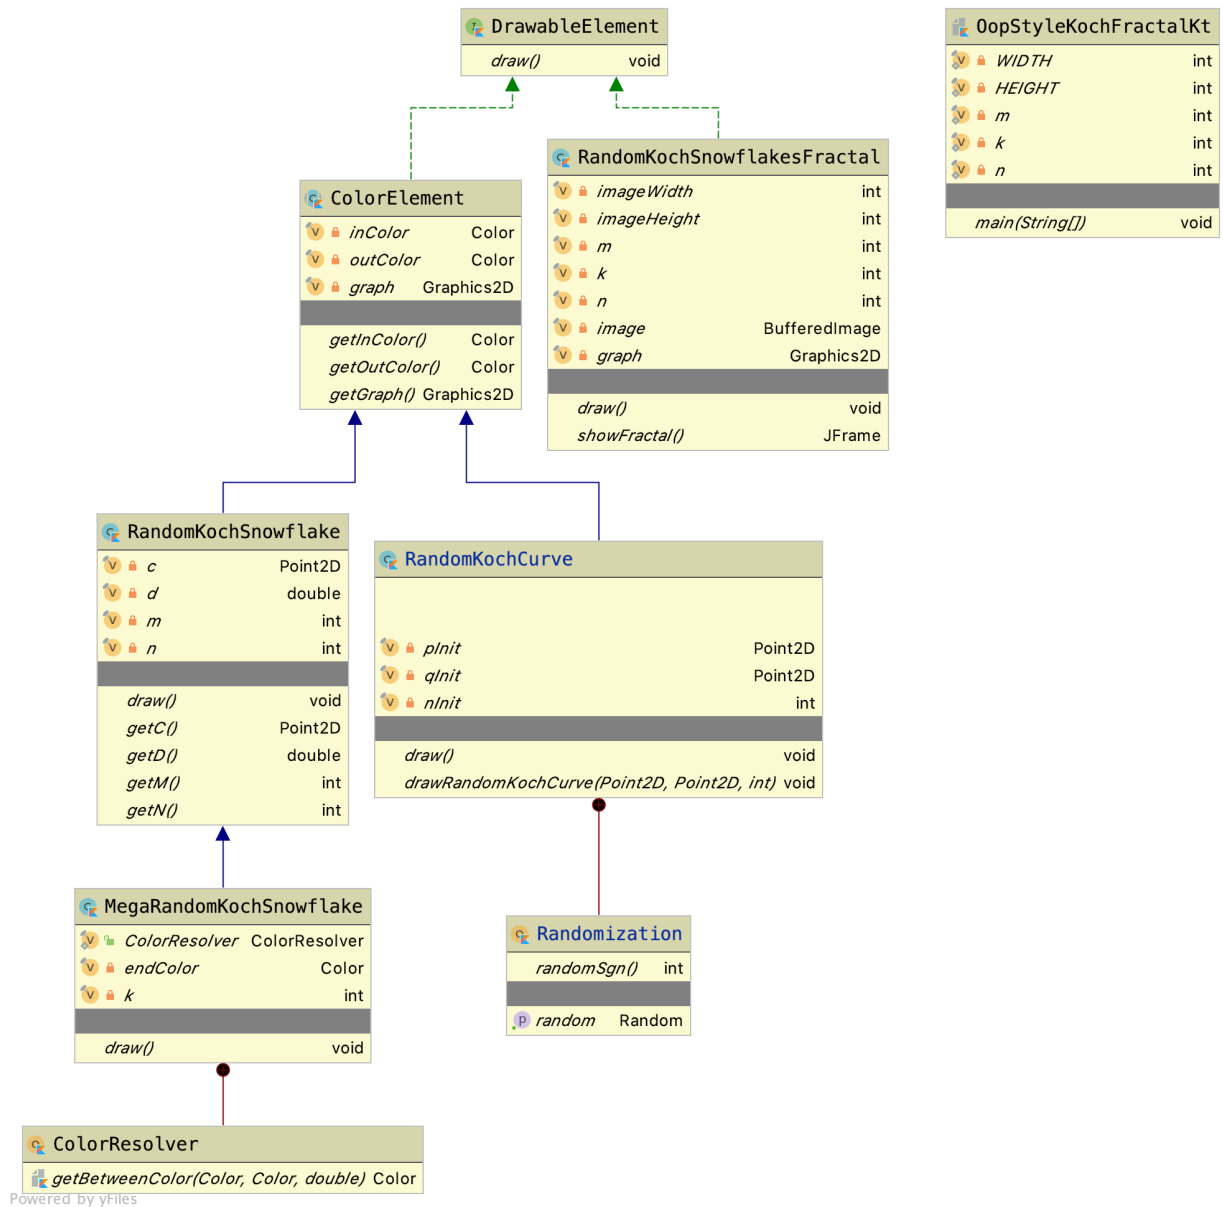 DrawableElement
draw() void
OopStyleKochFractalKt
WIDTH int
HEIGHT int
m int
k int
n int
main(String[]) void
RandomKochSnowflakesFractal
imageWidth int
imageHeight int
m int
k int
n int
image BufferedImage
graph Graphics2D
draw() void
showFractal() JFrame
ColorElement
inColor Color
outColor Color
graph Graphics2D
getInColor() Color
getOutColor() Color
getGraph() Graphics2D
RandomKochSnowflake
c Point2D
d double
m int
n int
draw() void
getC() Point2D
getD() double
getM() int
getN() int
RandomKochCurve
pInit Point2D
qInit Point2D
nInit int
draw() void
drawRandomKochCurve(Point2D, Point2D, int) void
MegaRandomKochSnowflake
ColorResolver ColorResolver
endColor Color
k int
draw() void
Randomization
randomSgn() int
random Random
ColorResolver
getBetweenColor(Color, Color, double) Color
Powered by yFiles